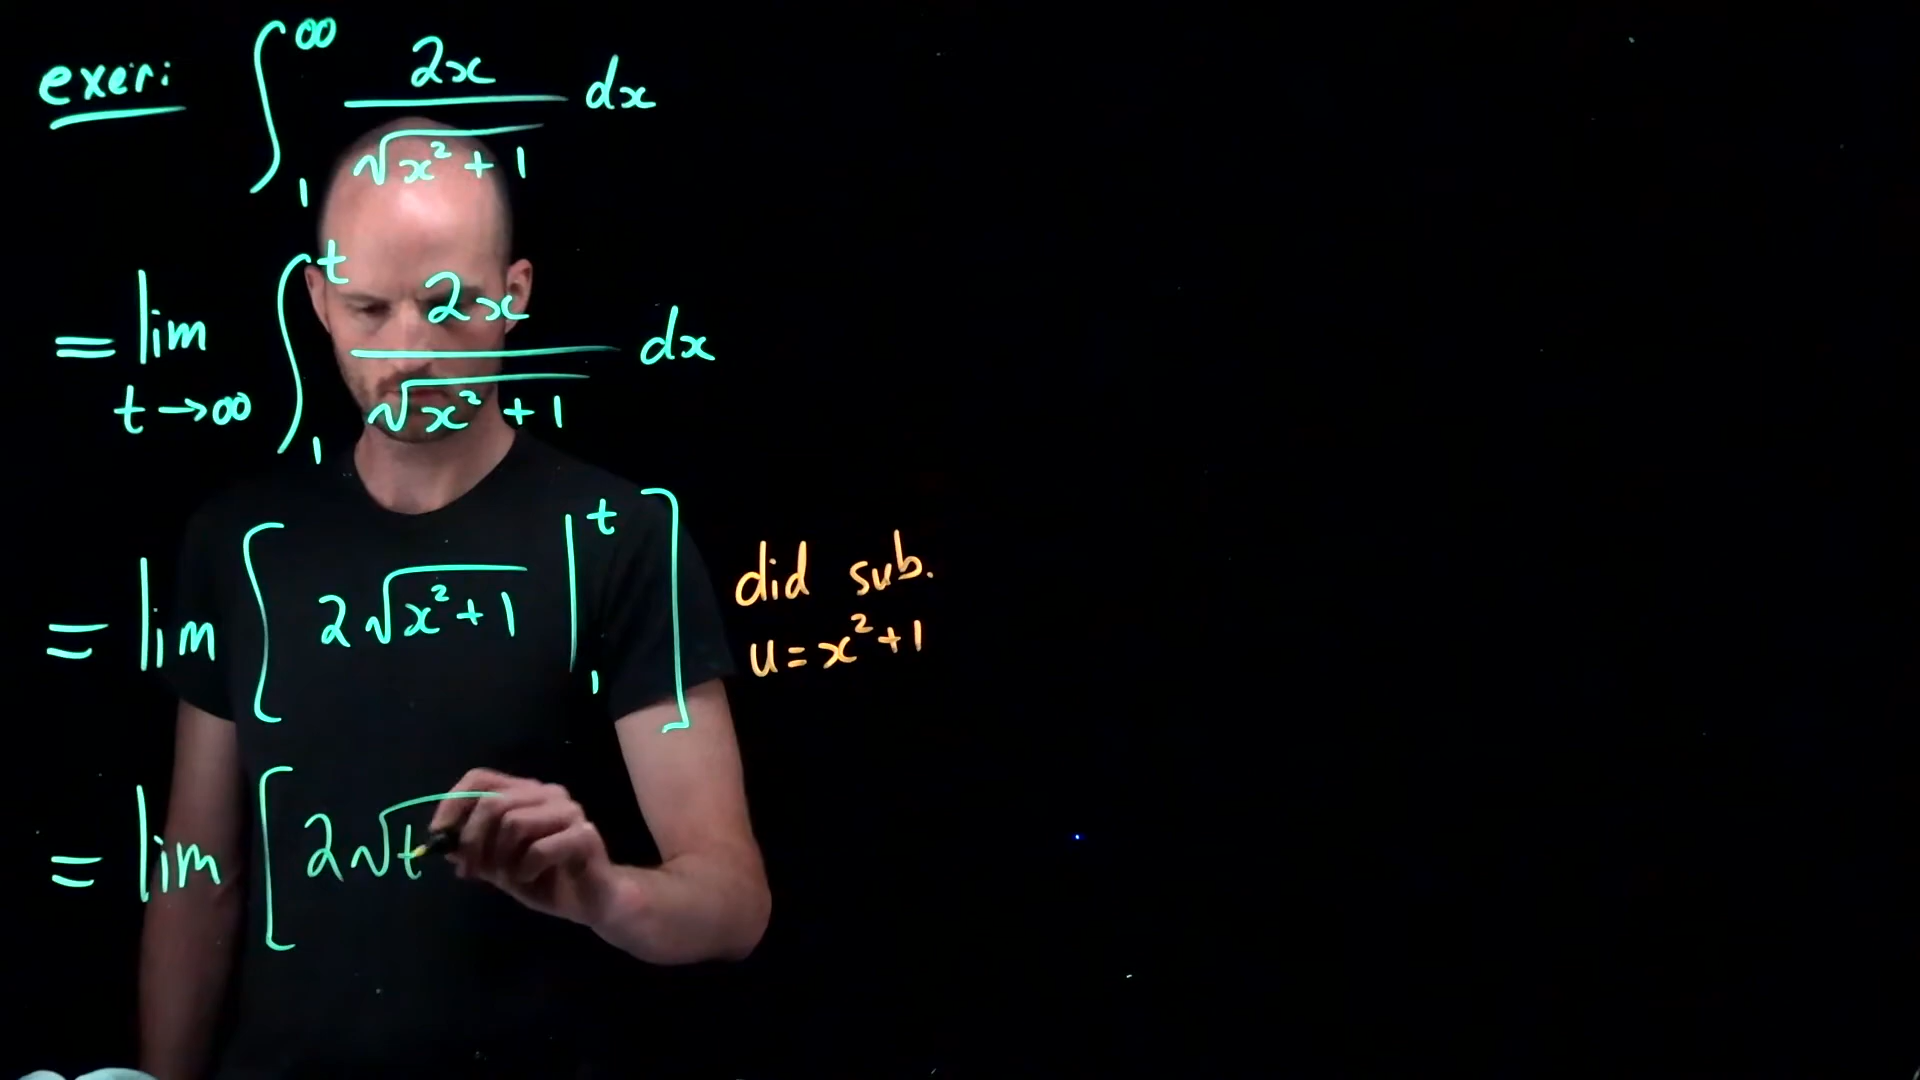 exer: ∫₁^∞ 2x/√(x²+1) dx
= lim t→∞ ∫₁^t 2x/√(x²+1) dx
= lim [ 2√(x²+1) |₁^t ] did sub.
u=x²+1
= lim [ 2√t